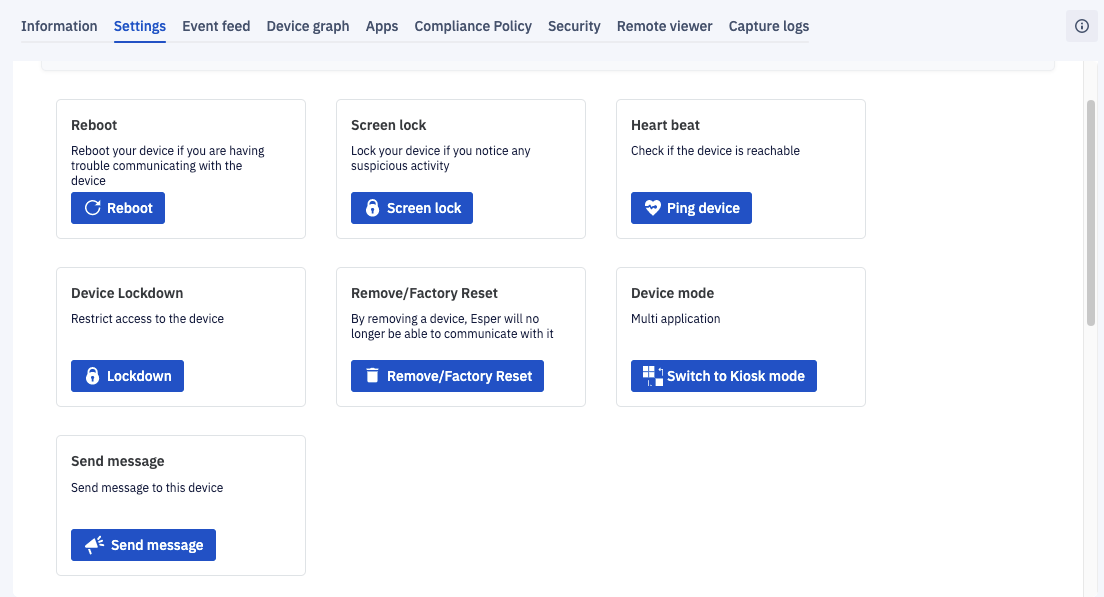 Information Settings Event feed Device graph Apps Compliance Policy Security Remote viewer Capture logs
Reboot
Reboot your device if you are having
trouble communicating with the
device
Reboot
Screen lock
Lock your device if you notice any
suspicious activity
Screen lock
Heart beat
Check if the device is reachable
Ping device
Device Lockdown
Restrict access to the device
Lockdown
Remove/Factory Reset
By removing a device, Esper will no
longer be able to communicate with it
Remove/Factory Reset
Device mode
Multi application
Switch to Kiosk mode
Send message
Send message to this device
Send message